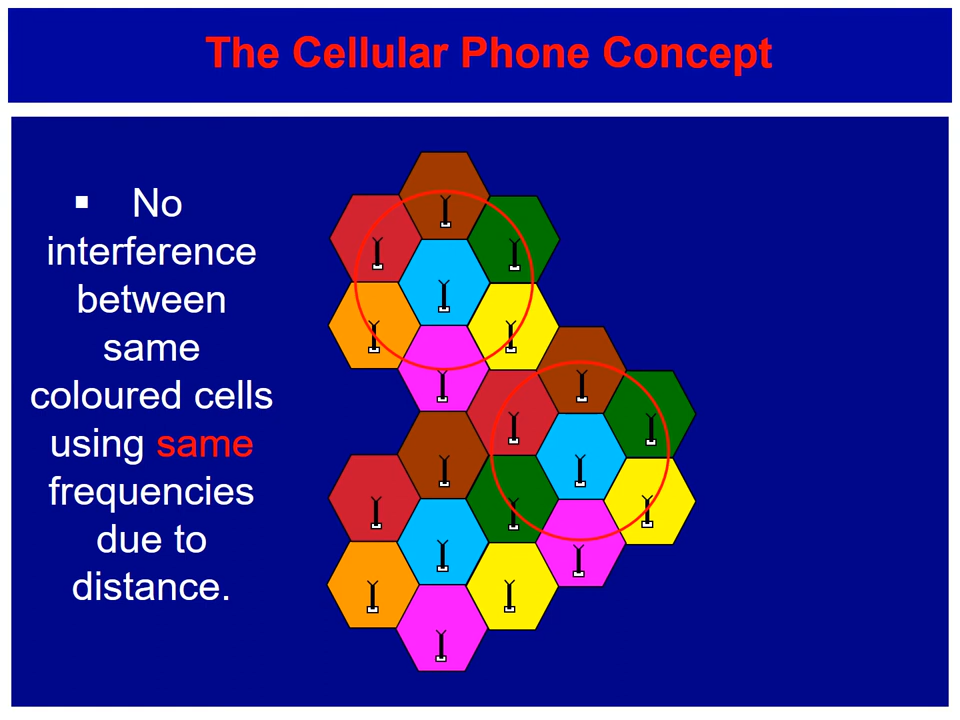 The Cellular Phone Concept
▪ No
interference
between
same
coloured cells
using same
frequencies
due to
distance.